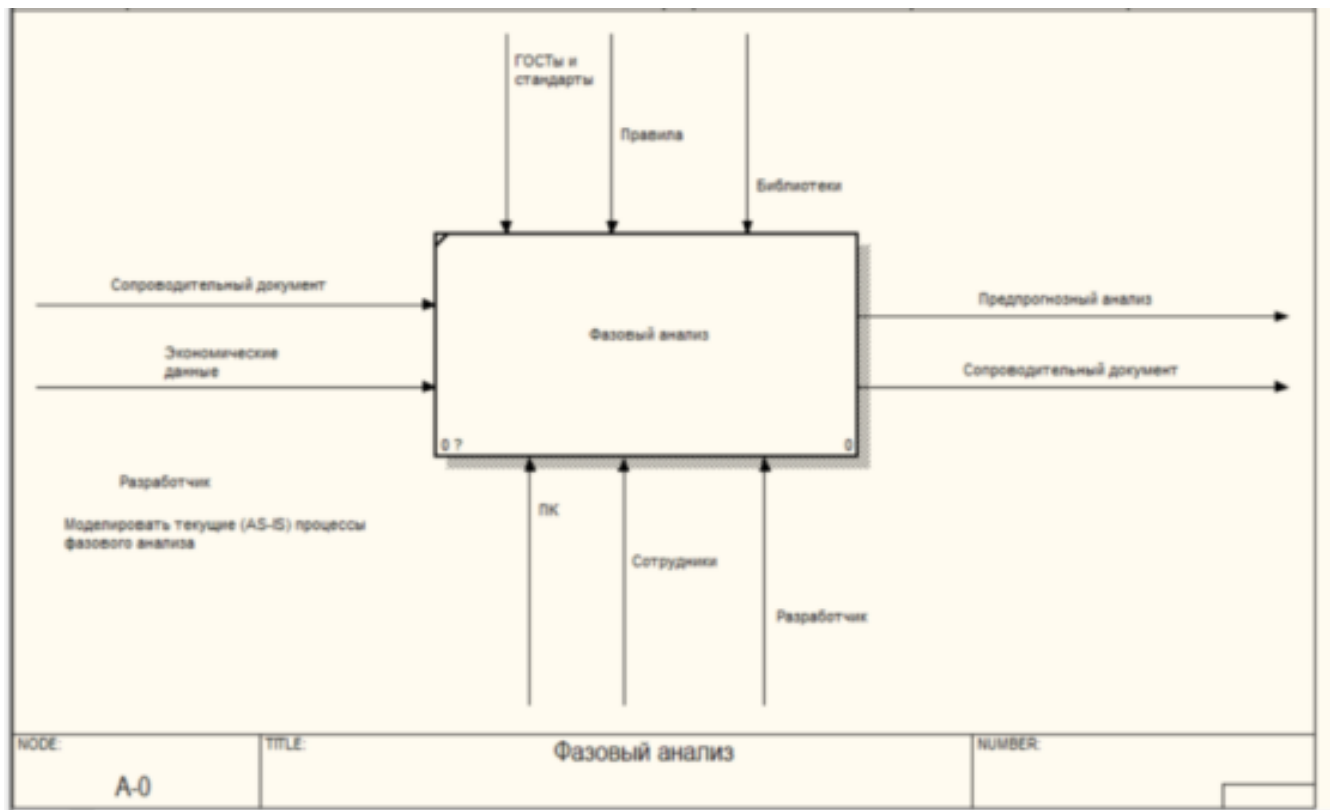 ГОСТы и
стандарты
Правила
Библиотеки
Сопроводительный документ
Предпрогнозный анализ
Фазовый анализ
Экономические
данные
Сопроводительный документ
0 ?
0
Разработчик
ПК
Моделировать текущие (AS-IS) процессы
фазового анализа
Сотрудники
Разработчик
NODE:
TITLE:
Фазовый анализ
NUMBER:
A-0